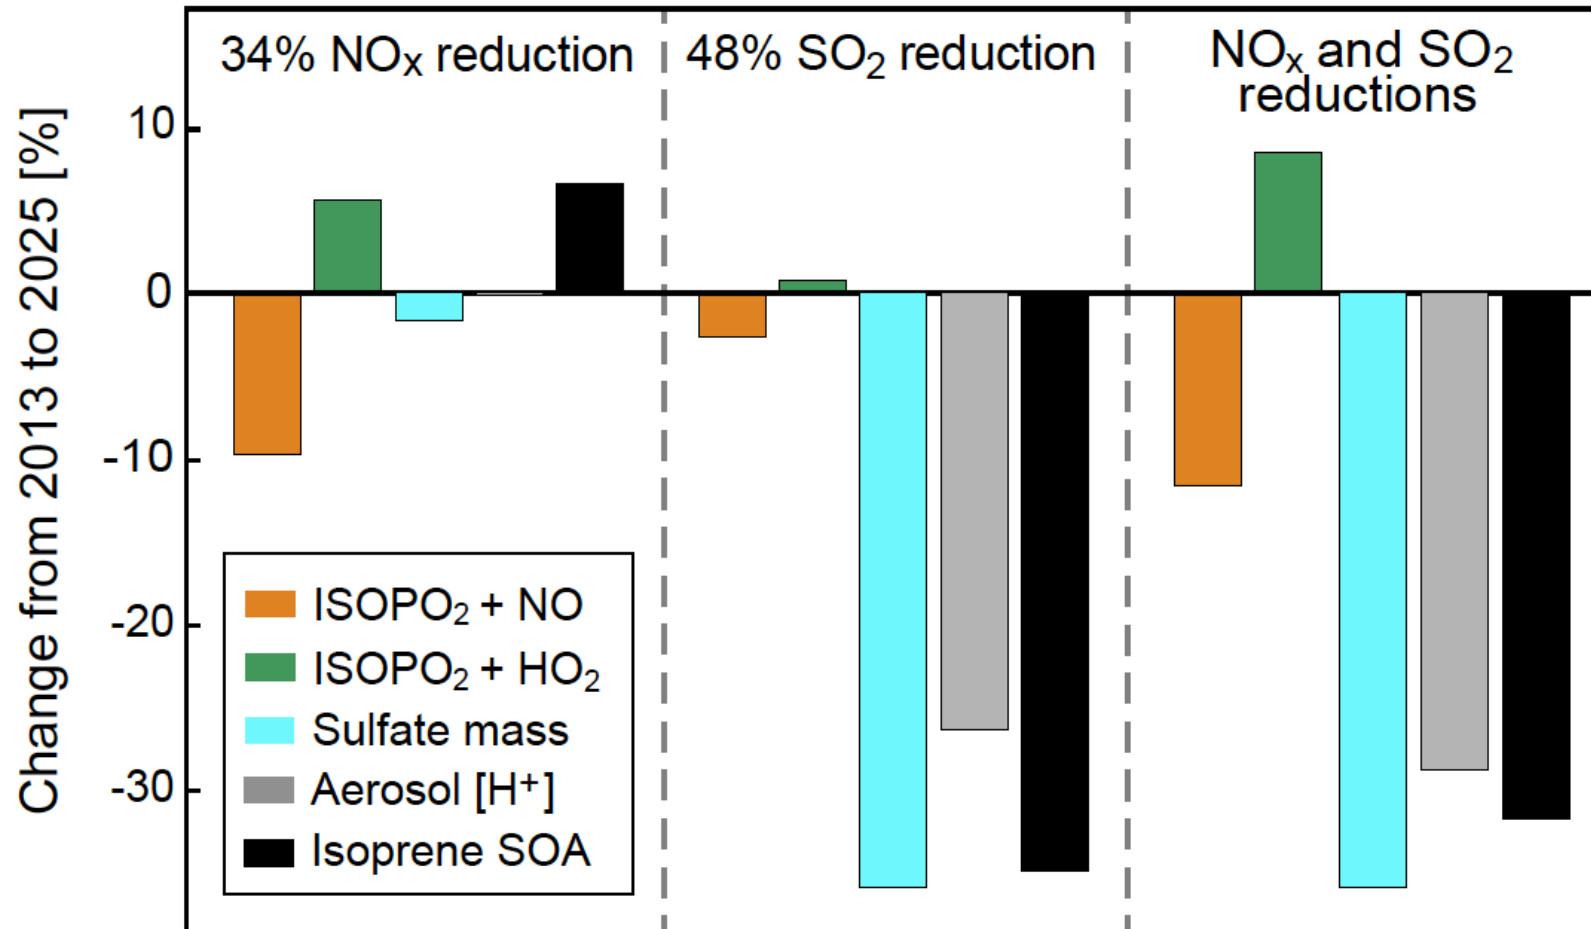 34% NOₓ reduction
48% SO₂ reduction
NOₓ and SO₂
reductions
Change from 2013 to 2025 [%]
10
0
-10
-20
-30
ISOPO₂ + NO
ISOPO₂ + HO₂
Sulfate mass
Aerosol [H⁺]
Isoprene SOA